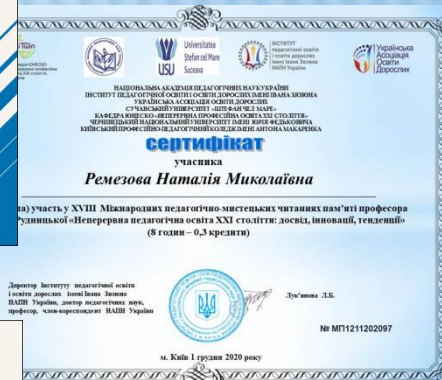 Universitatea
Ștefan cel Mare
Suceava
USU
ІНСТИТУТ
педагогічної освіти
і освіти дорослих
імені Івана Зязюна
НАПН України
Українська
Асоціація
Освіти
Дорослих
НАЦІОНАЛЬНА АКАДЕМІЯ ПЕДАГОГІЧНИХ НАУК УКРАЇНИ
ІНСТИТУТ ПЕДАГОГІЧНОЇ ОСВІТИ І ОСВІТИ ДОРОСЛИХ ІМЕНІ ІВАНА ЗЯЗЮНА
УКРАЇНСЬКА АСОЦІАЦІЯ ОСВІТИ ДОРОСЛИХ
СУЧАВСЬКИЙ УНІВЕРСИТЕТ «ШТЕФАН ЧЕЛ МАРЕ»
КАФЕДРА ЮНЕСКО «НЕПЕРЕРВНА ПРОФЕСІЙНА ОСВІТА ХХІ СТОЛІТТЯ»
ЧЕРНІВЕЦЬКИЙ НАЦІОНАЛЬНИЙ УНІВЕРСИТЕТ ІМЕНІ ЮРІЯ ФЕДЬКОВИЧА
КИЇВСЬКИЙ ПРОФЕСІЙНО-ПЕДАГОГІЧНИЙ КОЛЕДЖ ІМЕНІ АНТОНА МАКАРЕНКА
сертифікат
учасника
Ремезова Наталія Миколаївна
участь у XVIII Міжнародних педагогічно-мистецьких читаннях пам'яті професора
Рудницької «Неперервна педагогічна освіта ХХІ століття: досвід, інновації, тенденції»
(8 годин – 0,3 кредити)
Директор Інституту педагогічної освіти
і освіти дорослих імені Івана Зязюна
НАПН України, доктор педагогічних наук,
професор, член-кореспондент НАПН України
Лук'янова Л.Б.
№ МП1211202097
м. Київ 1 грудня 2020 року